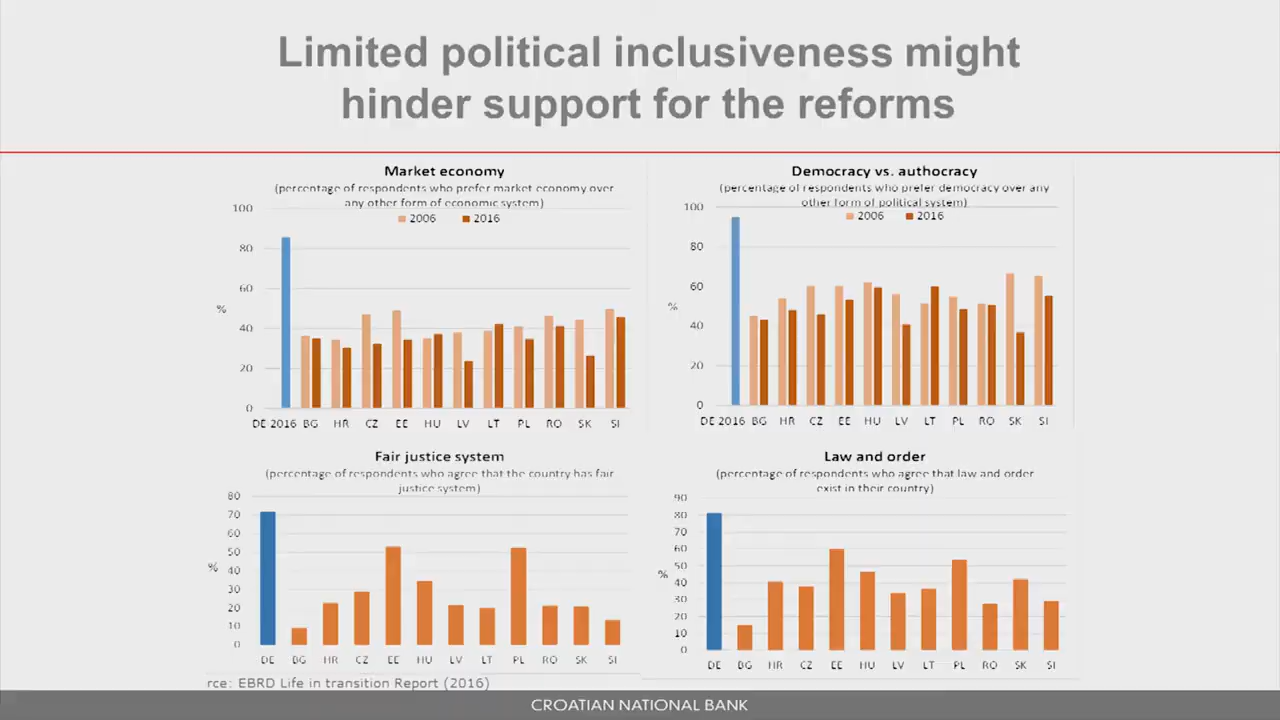 Limited political inclusiveness might
hinder support for the reforms
Market economy
(percentage of respondents who prefer market economy over
any other form of economic system)
2006 2016
100
80
60
40
20
0
%
DE 2016 BG HR CZ EE HU LV LT PL RO SK SI
Democracy vs. authocracy
(percentage of respondents who prefer democracy over any
other form of political system)
2006 2016
100
80
60
40
20
0
%
DE 2016 BG HR CZ EE HU LV LT PL RO SK SI
Fair justice system
(percentage of respondents who agree that the country has fair
justice system)
80
70
60
50
40
30
20
10
0
%
DE BG HR CZ EE HU LV LT PL RO SK SI
Law and order
(percentage of respondents who agree that law and order
exist in their country)
90
80
70
60
50
40
30
20
10
0
%
DE BG HR CZ EE HU LV LT PL RO SK SI
rce: EBRD Life in transition Report (2016)
CROATIAN NATIONAL BANK